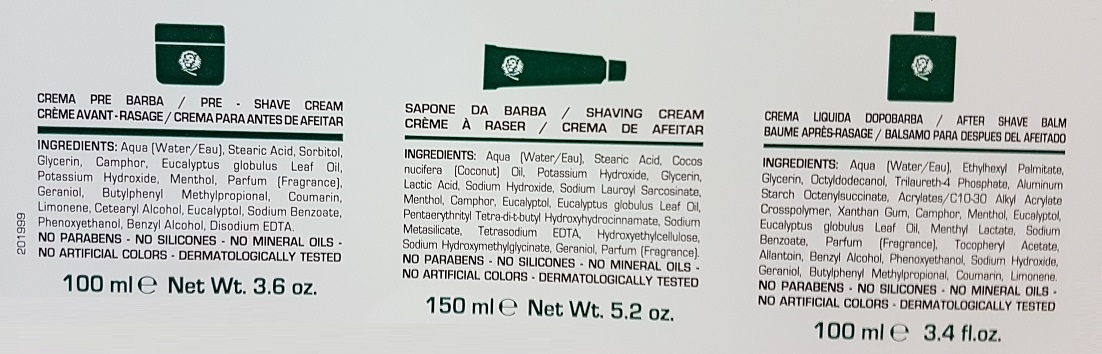 CREMA PRE BARBA / PRE - SHAVE CREAM
CRÈME AVANT-RASAGE / CREMA PARA ANTES DE AFEITAR
INGREDIENTS: Aqua (Water/Eau), Stearic Acid, Sorbitol,
Glycerin, Camphor, Eucalyptus globulus Leaf Oil,
Potassium Hydroxide, Menthol, Parfum (Fragrance),
Geraniol, Butylphenyl Methylpropional, Coumarin,
Limonene, Cetearyl Alcohol, Eucalyptol, Sodium Benzoate,
Phenoxyethanol, Benzyl Alcohol, Disodium EDTA.
NO PARABENS - NO SILICONES - NO MINERAL OILS -
NO ARTIFICIAL COLORS - DERMATOLOGICALLY TESTED
100 ml ℮ Net Wt. 3.6 oz.
201999
SAPONE DA BARBA / SHAVING CREAM
CRÈME À RASER / CREMA DE AFEITAR
INGREDIENTS: Aqua (Water/Eau), Stearic Acid, Cocos
nucifera (Coconut) Oil, Potassium Hydroxide, Glycerin,
Lactic Acid, Sodium Hydroxide, Sodium Lauroyl Sarcosinate,
Menthol, Camphor, Eucalyptol, Eucalyptus globulus Leaf Oil,
Pentaerythrityl Tetra-di-t-butyl Hydroxyhydrocinnamate, Sodium
Metasilicate, Tetrasodium EDTA, Hydroxyethylcellulose,
Sodium Hydroxymethylglycinate, Geraniol, Parfum (Fragrance).
NO PARABENS - NO SILICONES - NO MINERAL OILS -
NO ARTIFICIAL COLORS - DERMATOLOGICALLY TESTED
150 ml ℮ Net Wt. 5.2 oz.
CREMA LIQUIDA DOPOBARBA / AFTER SHAVE BALM
BAUME APRÈS-RASAGE / BALSAMO PARA DESPUES DEL AFEITADO
INGREDIENTS: Aqua (Water/Eau), Ethylhexyl Palmitate,
Glycerin, Octyldodecanol, Trilaureth-4 Phosphate, Aluminum
Starch Octenylsuccinate, Acrylates/C10-30 Alkyl Acrylate
Crosspolymer, Xanthan Gum, Camphor, Menthol, Eucalyptol,
Eucalyptus globulus Leaf Oil, Menthyl Lactate, Sodium
Benzoate, Parfum (Fragrance), Tocopheryl Acetate,
Allantoin, Benzyl Alcohol, Phenoxyethanol, Sodium Hydroxide,
Geraniol, Butylphenyl Methylpropional, Coumarin, Limonene.
NO PARABENS - NO SILICONES - NO MINERAL OILS -
NO ARTIFICIAL COLORS - DERMATOLOGICALLY TESTED
100 ml ℮ 3.4 fl.oz.